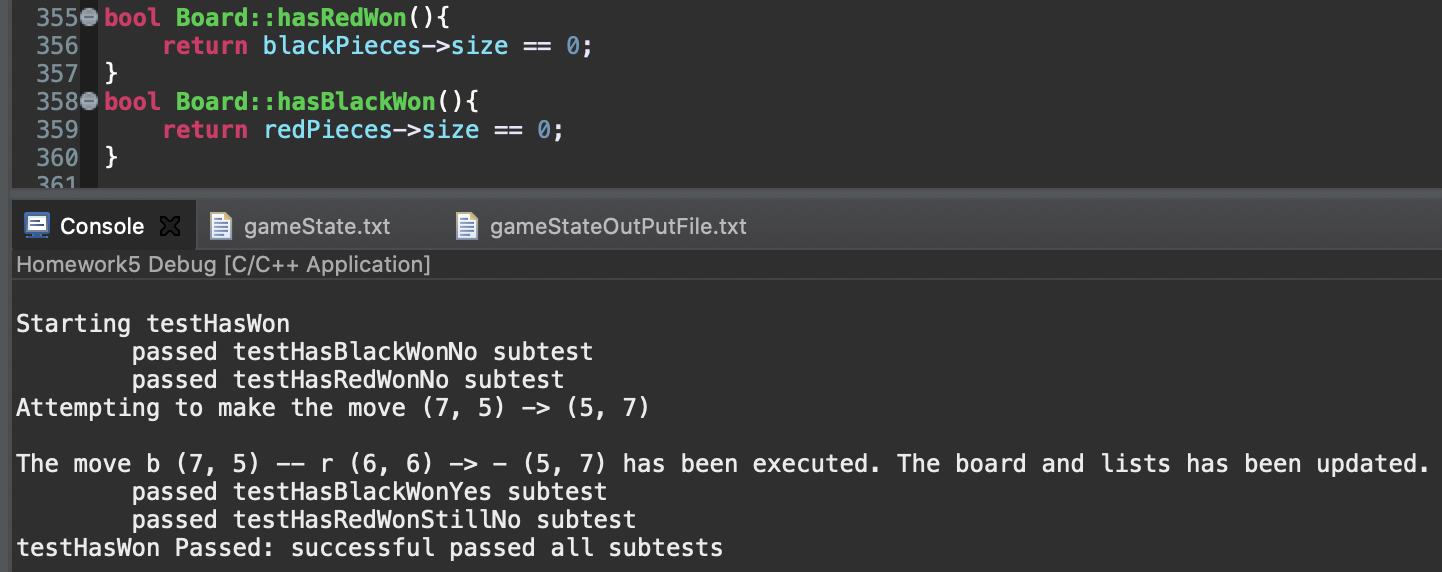 355 bool Board::hasRedWon(){
356     return blackPieces->size == 0;
357 }
358 bool Board::hasBlackWon(){
359     return redPieces->size == 0;
360 }
361
Console gameState.txt gameStateOutPutFile.txt
Homework5 Debug [C/C++ Application]
Starting testHasWon
        passed testHasBlackWonNo subtest
        passed testHasRedWonNo subtest
Attempting to make the move (7, 5) -> (5, 7)
The move b (7, 5) -- r (6, 6) -> - (5, 7) has been executed. The board and lists has been updated.
        passed testHasBlackWonYes subtest
        passed testHasRedWonStillNo subtest
testHasWon Passed: successful passed all subtests